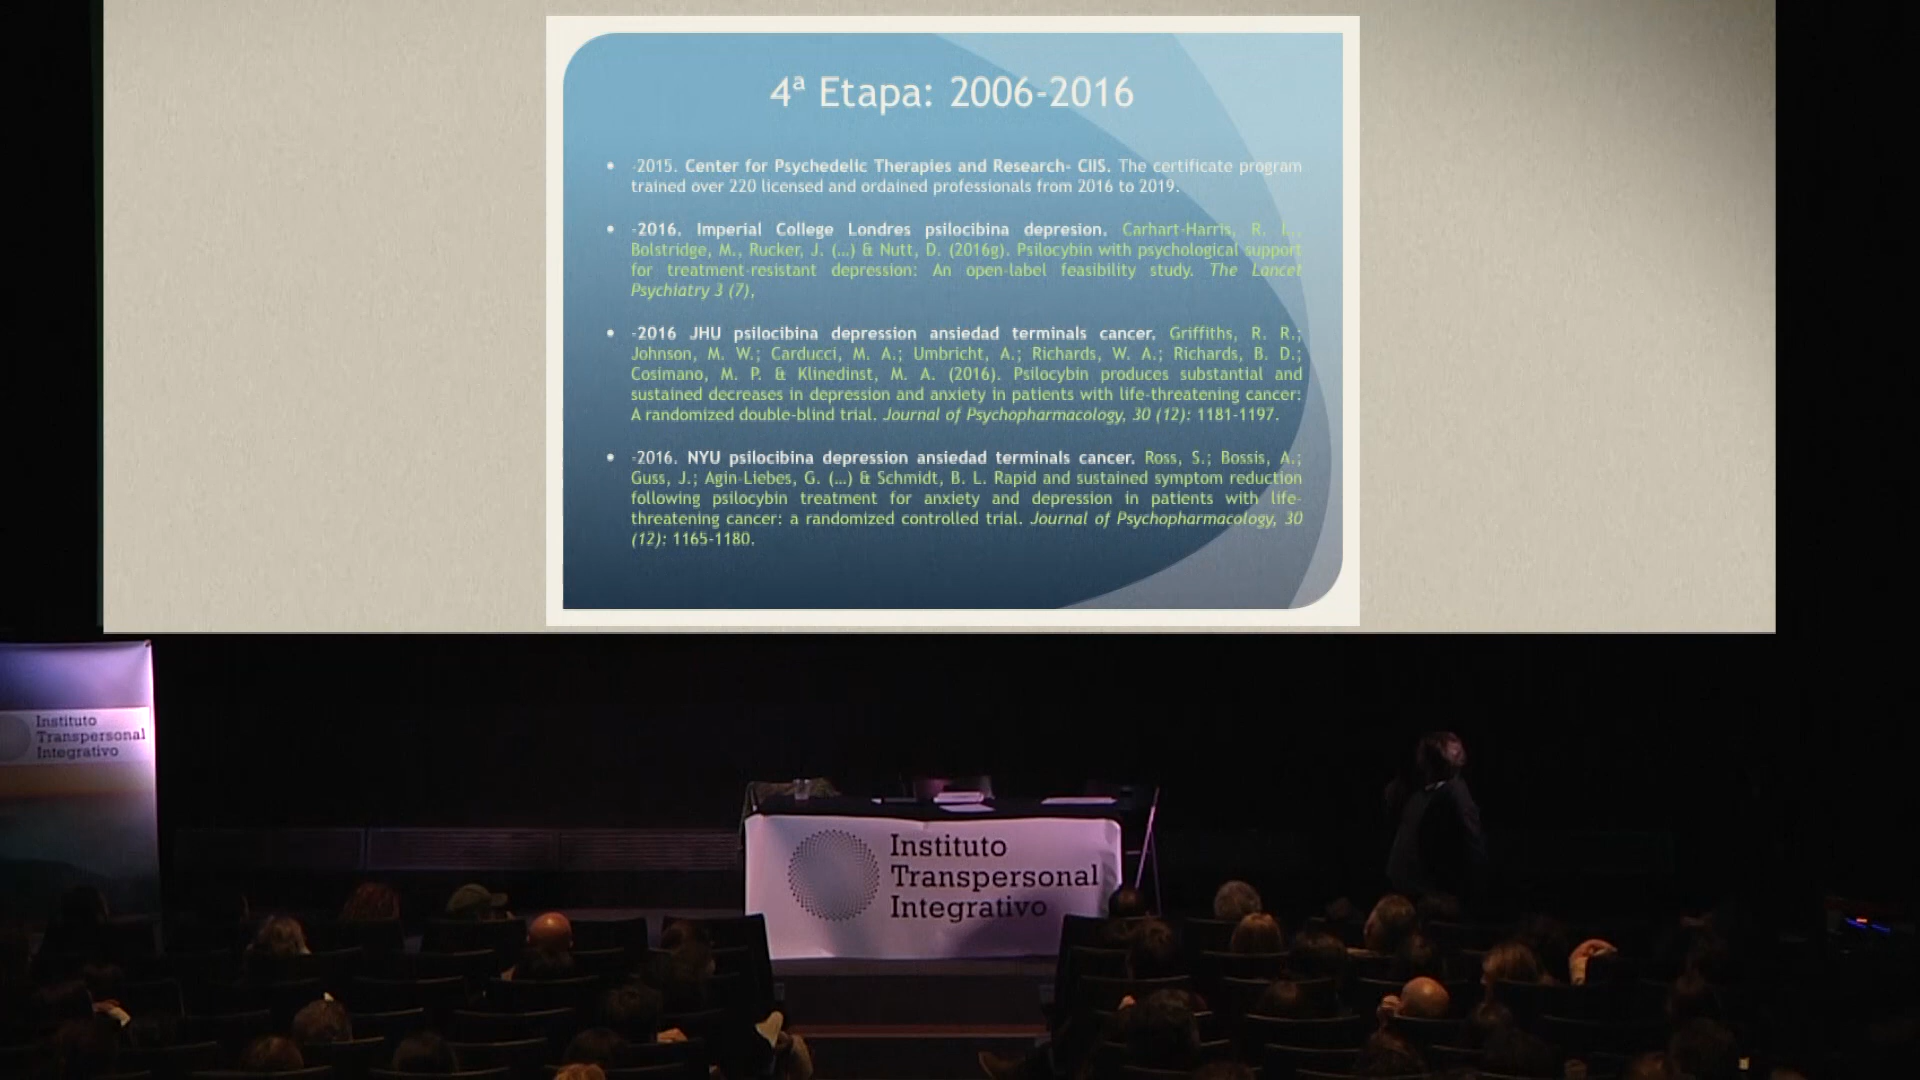 4ª Etapa: 2006-2016
• -2015. Center for Psychedelic Therapies and Research- CIIS. The certificate program
trained over 220 licensed and ordained professionals from 2016 to 2019.
• -2016. Imperial College Londres psilocibina depresion. Carhart-Harris, R. L.,
Bolstridge, M., Rucker, J. (…) & Nutt, D. (2016g). Psilocybin with psychological support
for treatment-resistant depression: An open-label feasibility study. The Lancet
Psychiatry 3 (7),
• -2016 JHU psilocibina depression ansiedad terminals cancer. Griffiths, R. R.;
Johnson, M. W.; Carducci, M. A.; Umbricht, A.; Richards, W. A.; Richards, B. D.;
Cosimano, M. P. & Klinedinst, M. A. (2016). Psilocybin produces substantial and
sustained decreases in depression and anxiety in patients with life-threatening cancer:
A randomized double-blind trial. Journal of Psychopharmacology, 30 (12): 1181-1197.
• -2016. NYU psilocibina depression ansiedad terminals cancer. Ross, S.; Bossis, A.;
Guss, J.; Agin-Liebes, G. (…) & Schmidt, B. L. Rapid and sustained symptom reduction
following psilocybin treatment for anxiety and depression in patients with life-
threatening cancer: a randomized controlled trial. Journal of Psychopharmacology, 30
(12): 1165-1180.
Instituto
Transpersonal
Integrativo
Instituto
Transpersonal
Integrativo